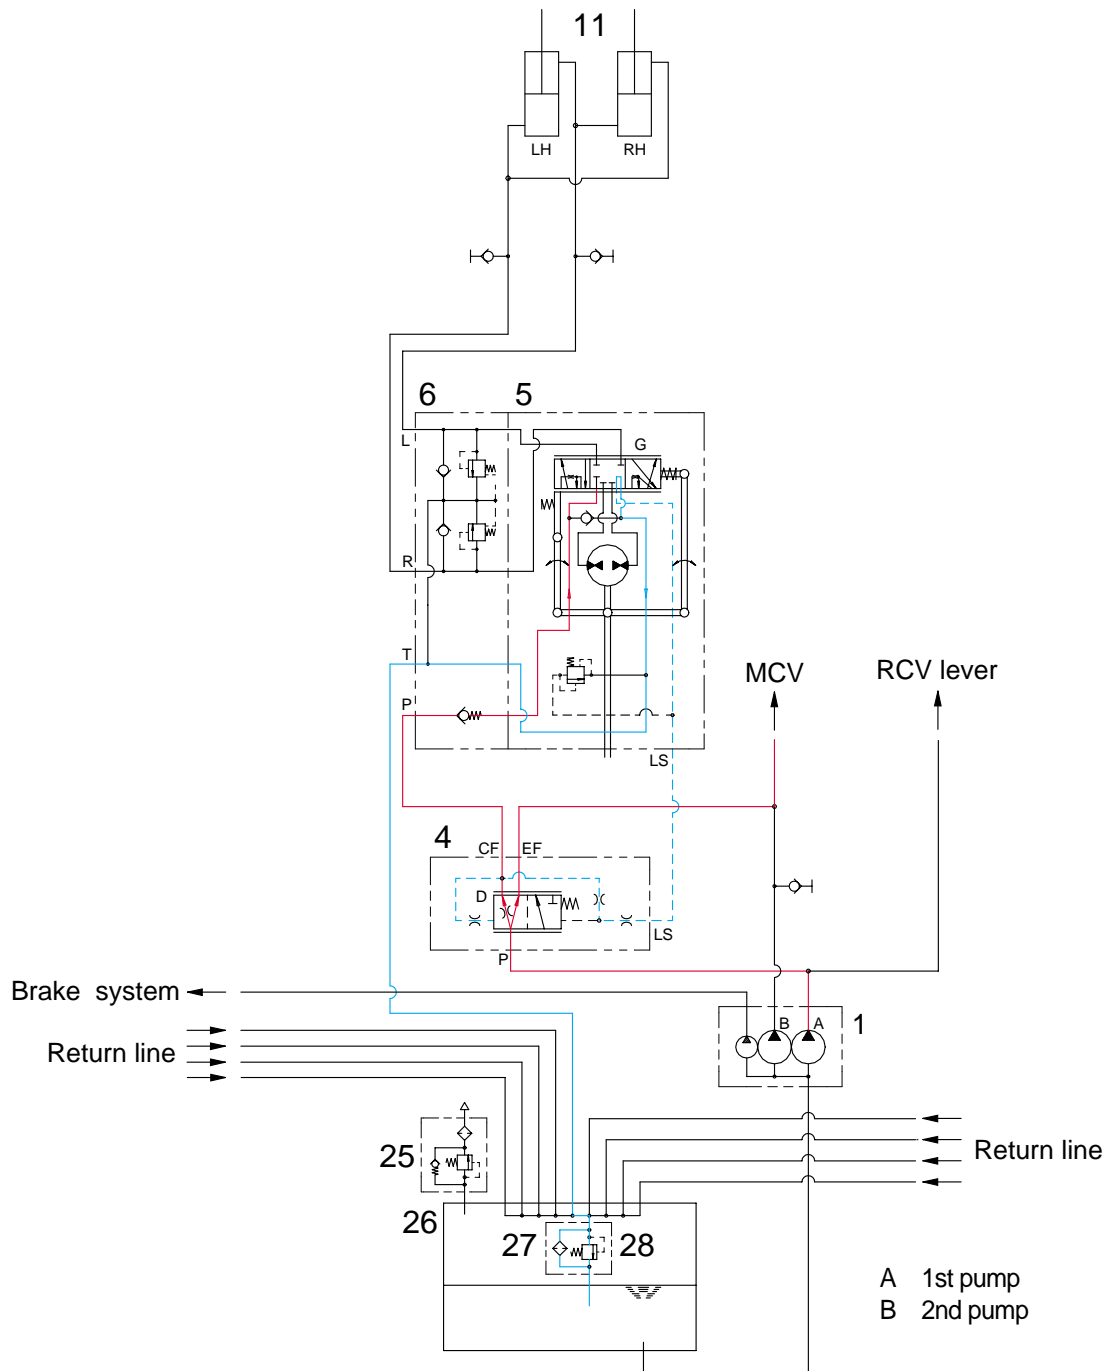 11
LH RH
6 5
L
G
R
T
P
MCV RCV lever
LS
4
CF EF
D
LS
P
Brake system
B A 1
Return line
25
Return line
26
27 28
A 1st pump
B 2nd pump